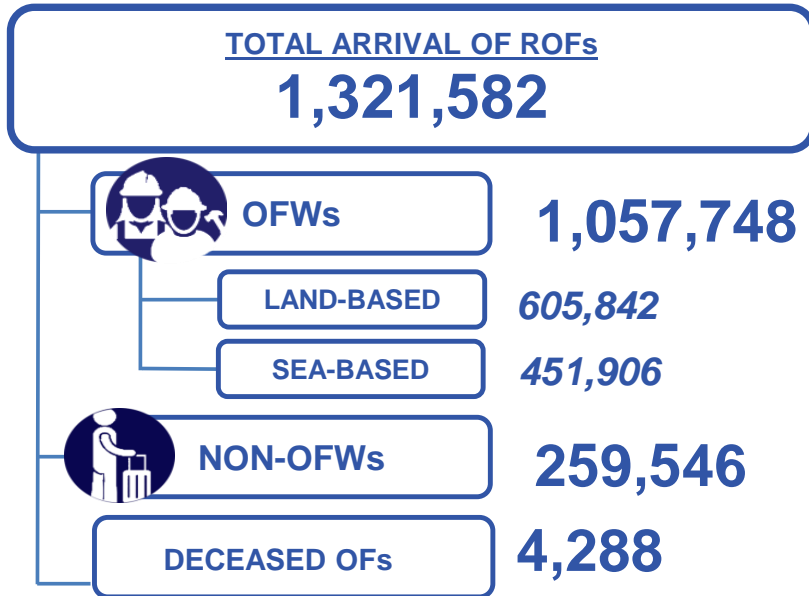 TOTAL ARRIVAL OF ROFs
1,321,582
OFWs 1,057,748
LAND-BASED 605,842
SEA-BASED 451,906
NON-OFWs 259,546
DECEASED OFs 4,288